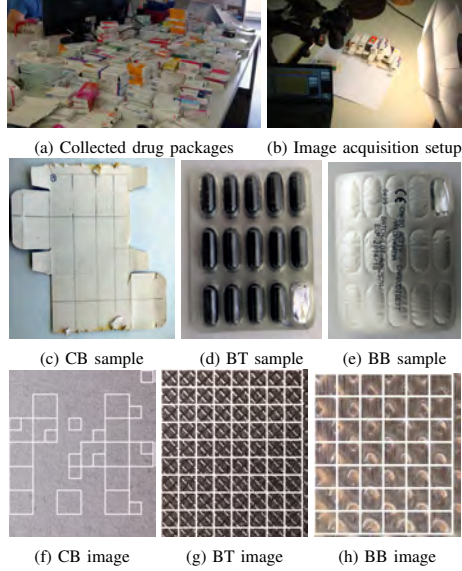 (a) Collected drug packages
(b) Image acquisition setup
(c) CB sample
(d) BT sample
(e) BB sample
(f) CB image
(g) BT image
(h) BB image